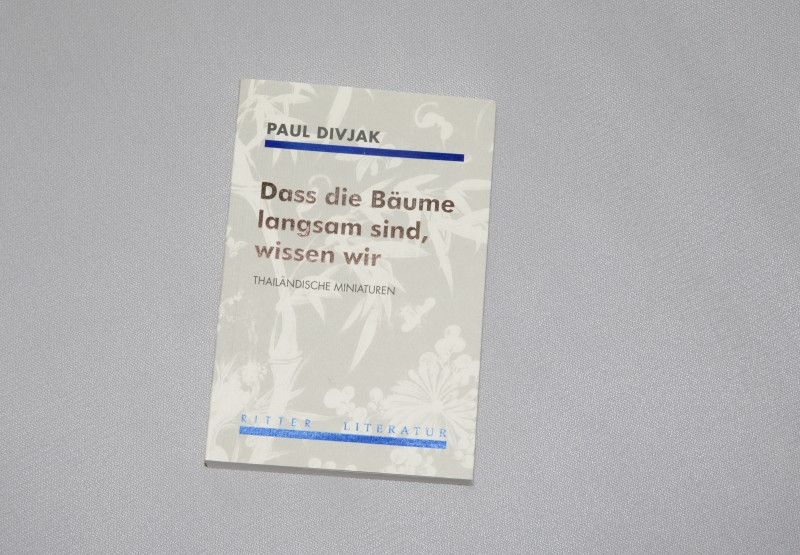 PAUL DIVJAK
Dass die Bäume
langsam sind,
wissen wir
THAILÄNDISCHE MINIATUREN
RITTER LITERATUR